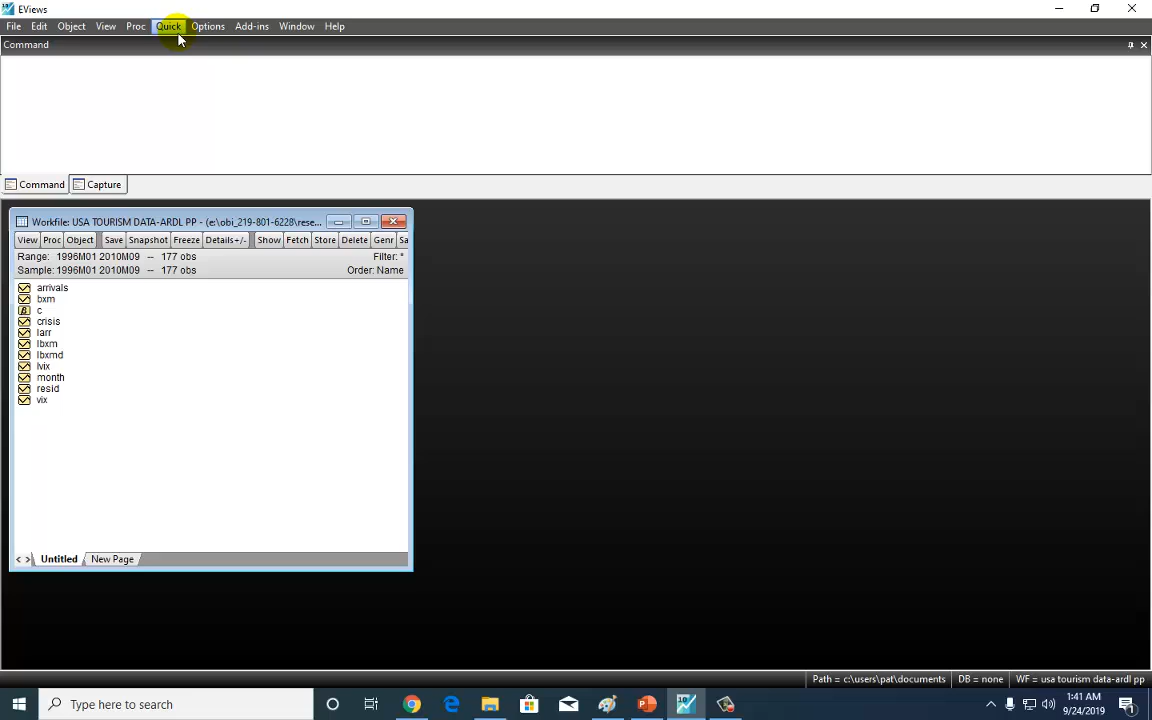 EViews
File Edit Object View Proc Quick Options Add-ins Window Help
Command
Command Capture
Workfile: USA TOURISM DATA-ARDL PP - (e:\obi_219-801-6228\rese...
View Proc Object Save Snapshot Freeze Details+/- Show Fetch Store Delete Genr Sa
Range: 1996M01 2010M09 -- 177 obs Filter: *
Sample: 1996M01 2010M09 -- 177 obs Order: Name
arrivals
bxm
β c
crisis
larr
lbxm
lbxmd
lvix
month
resid
vix
< > Untitled New Page
Path = c:\users\pat\documents DB = none WF = usa tourism data-ardl pp
Type here to search
10
1:41 AM
9/24/2019
1